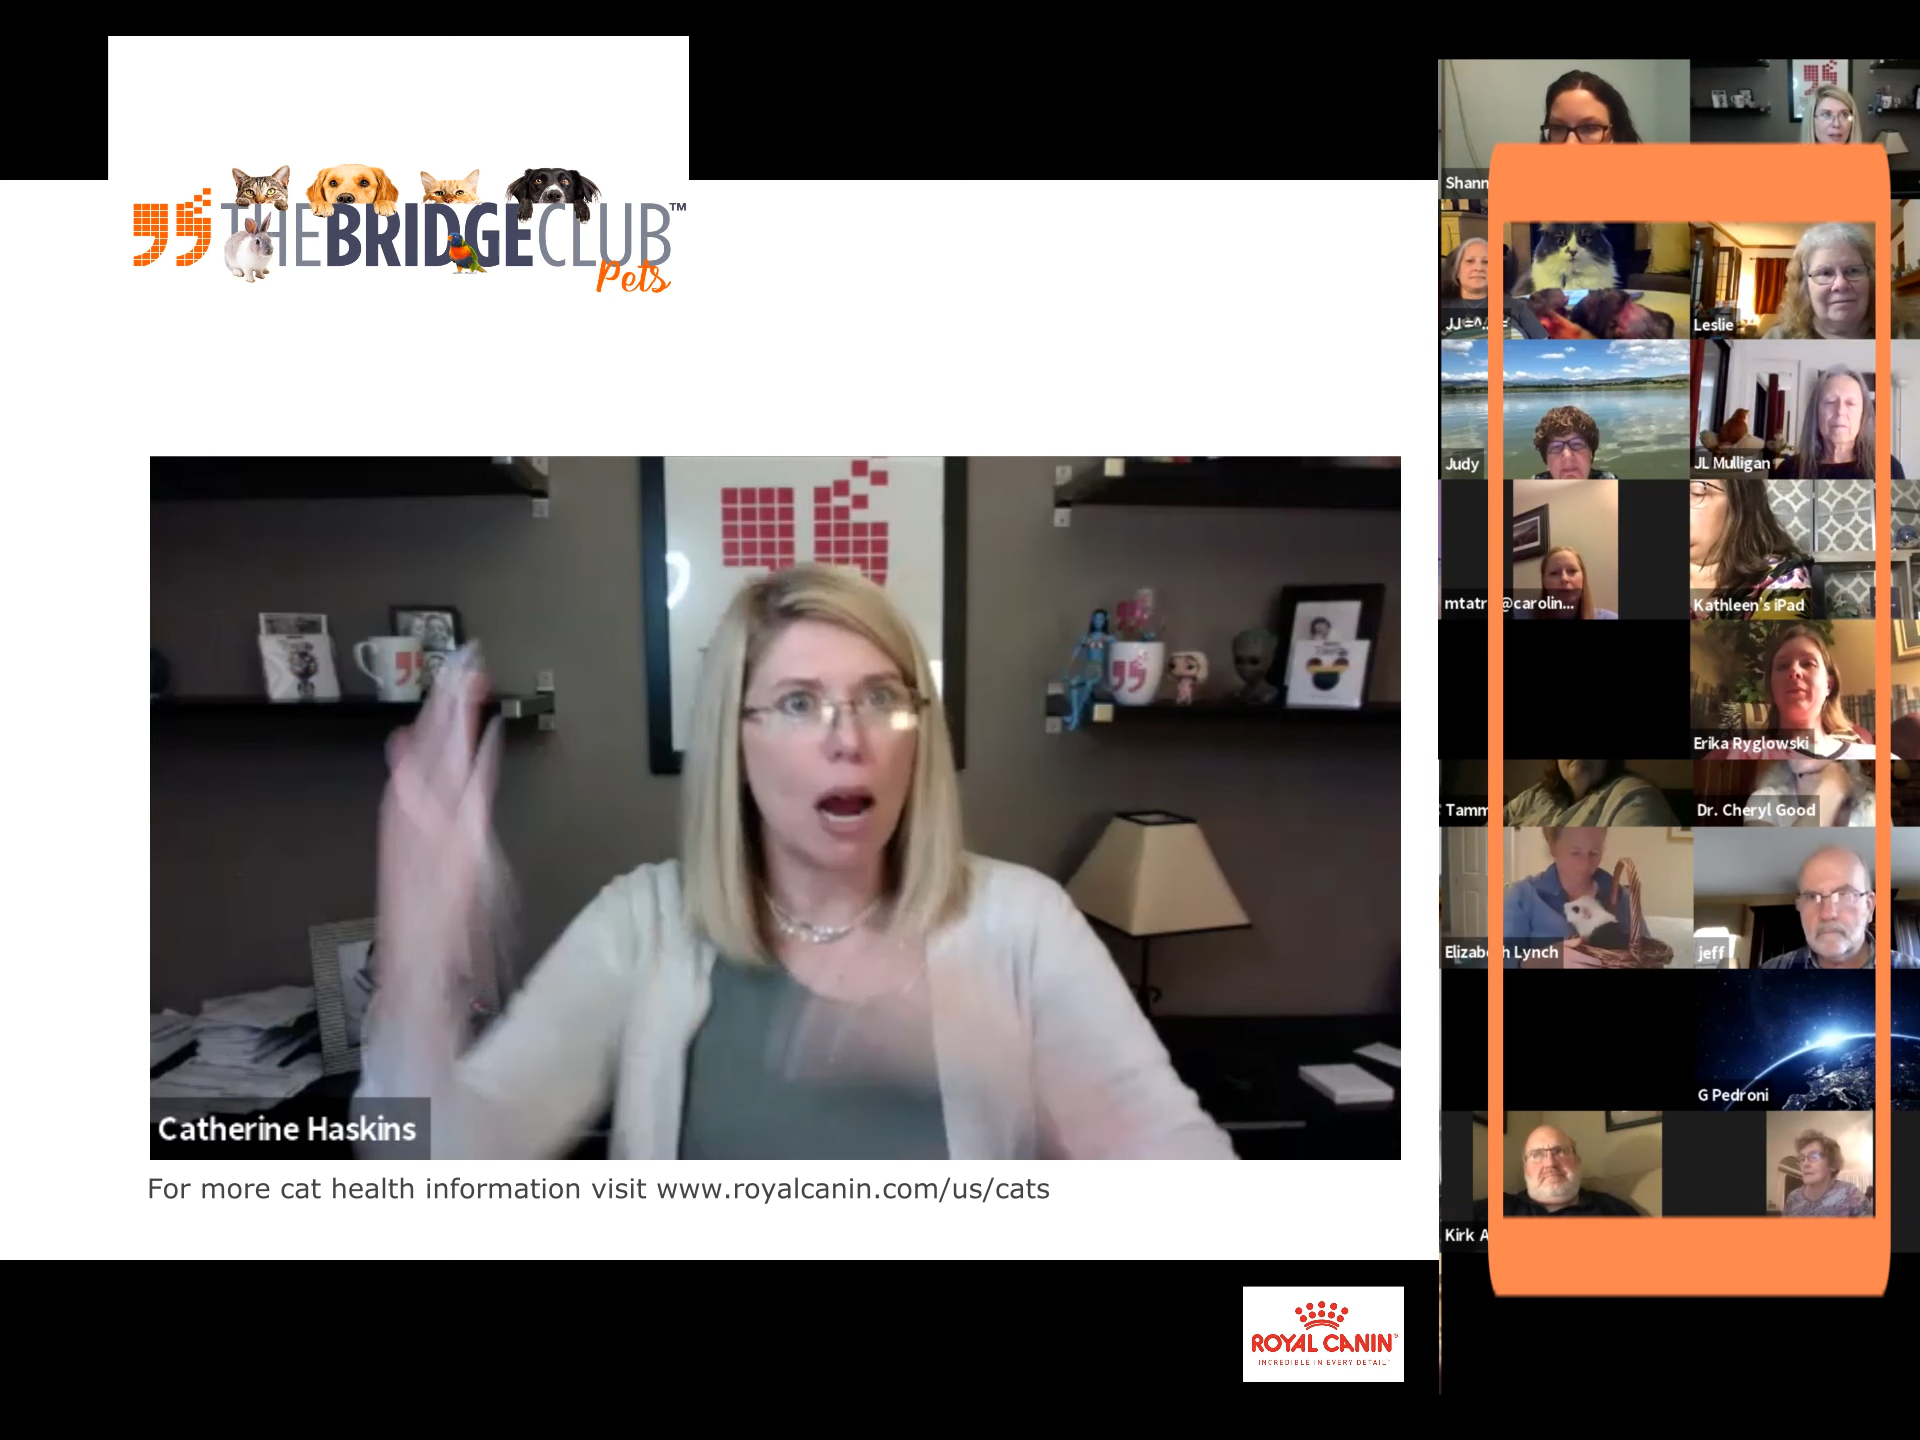 THEBRIDGECLUB™
Pets
Catherine Haskins
For more cat health information visit www.royalcanin.com/us/cats
ROYAL CANIN
INCREDIBLE IN EVERY DETAIL
Shann
JJ
Leslie
Judy
JL Mulligan
@carolin...
Kathleen's iPad
Erika Ryglowski
Tamm
Dr. Cheryl Good
Lynch
jeff
G Pedroni
Kirk A